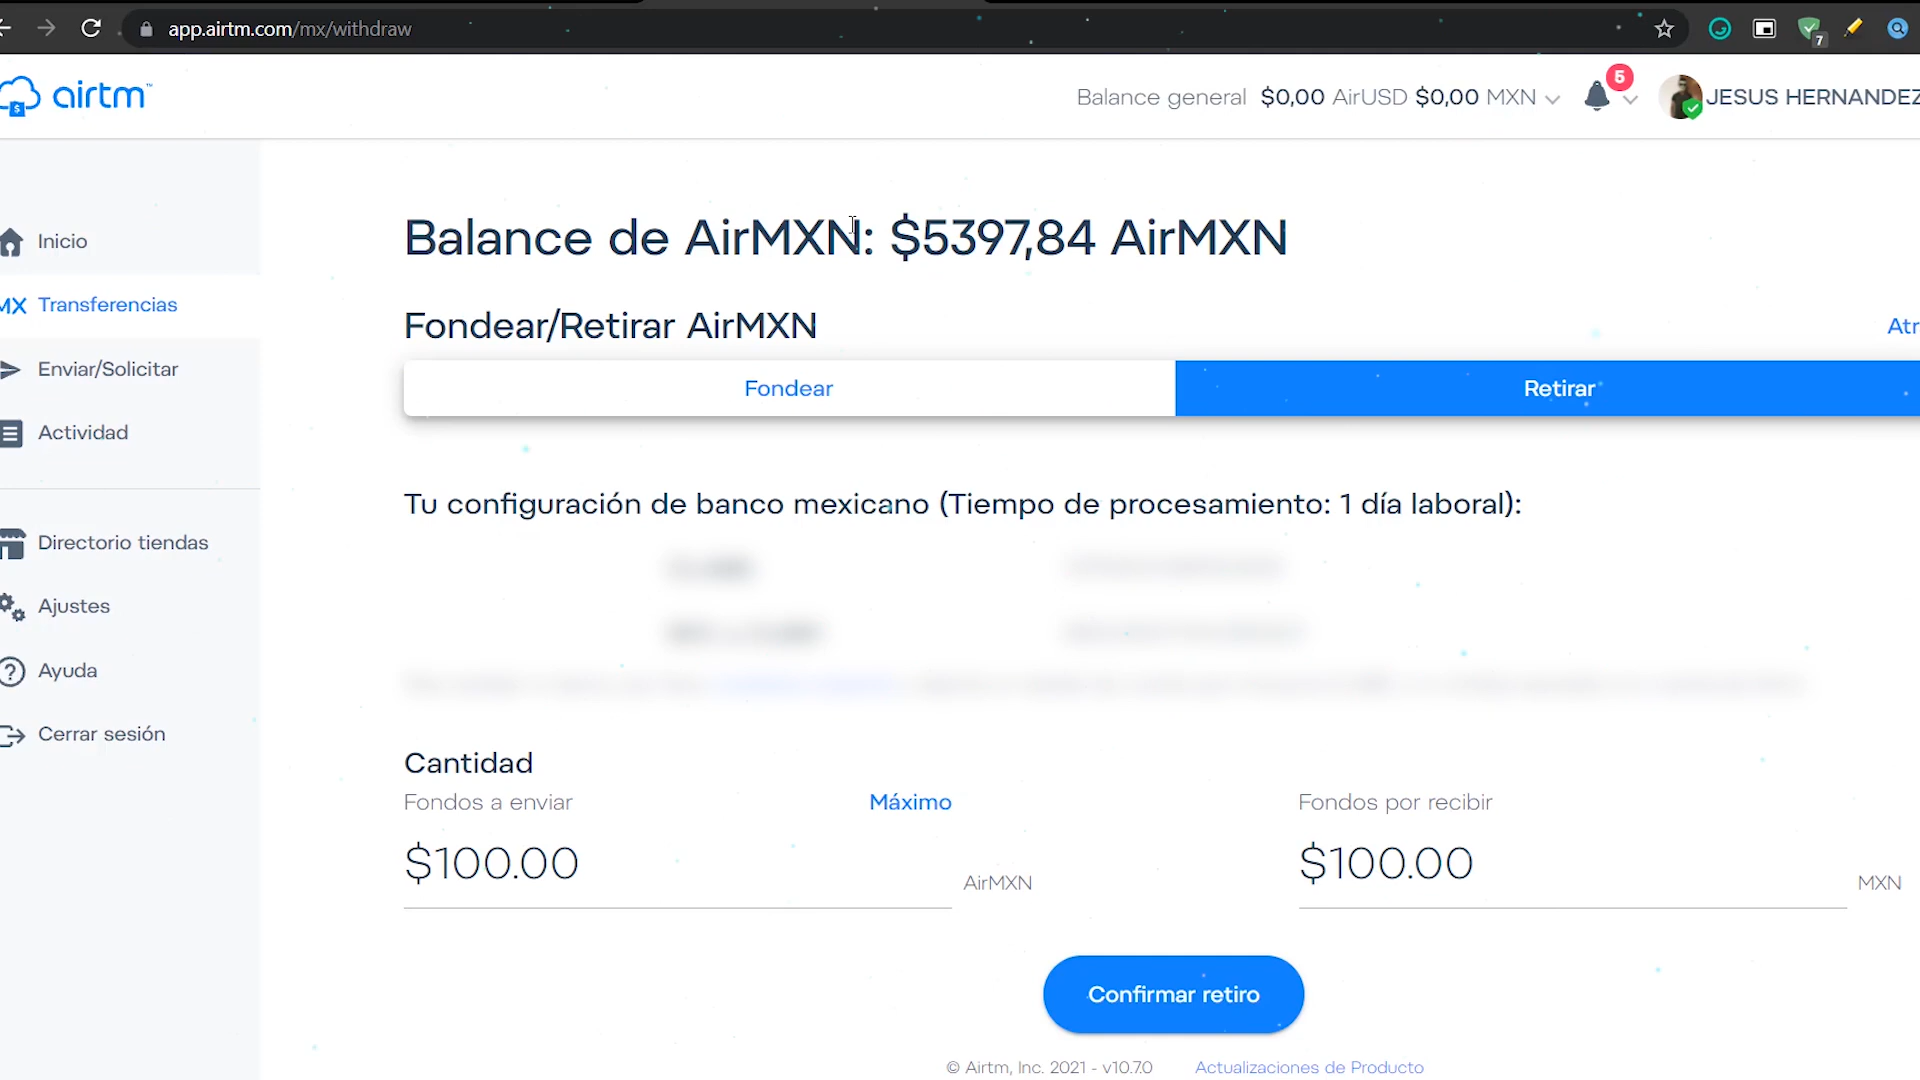 app.airtm.com/mx/withdraw
7
airtm™
Balance general $0,00 AirUSD $0,00 MXN
5
JESUS HERNANDEZ
Inicio
MX Transferencias
Enviar/Solicitar
Actividad
Directorio tiendas
Ajustes
Ayuda
Cerrar sesión
Balance de AirMXN: $5397,84 AirMXN
Fondear/Retirar AirMXN
Atr
Fondear
Retirar
Tu configuración de banco mexicano (Tiempo de procesamiento: 1 día laboral):
Cantidad
Fondos a enviar
Máximo
Fondos por recibir
$100.00
AirMXN
$100.00
MXN
Confirmar retiro
© Airtm, Inc. 2021 - v10.7.0
Actualizaciones de Producto